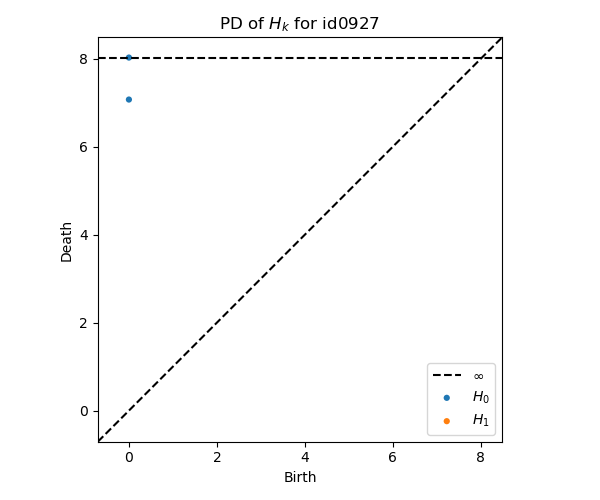 PD of $H_k$ for id0927
8
6
4
2
0
Death
0 2 4 6 8
Birth
∞
$H_0$
$H_1$